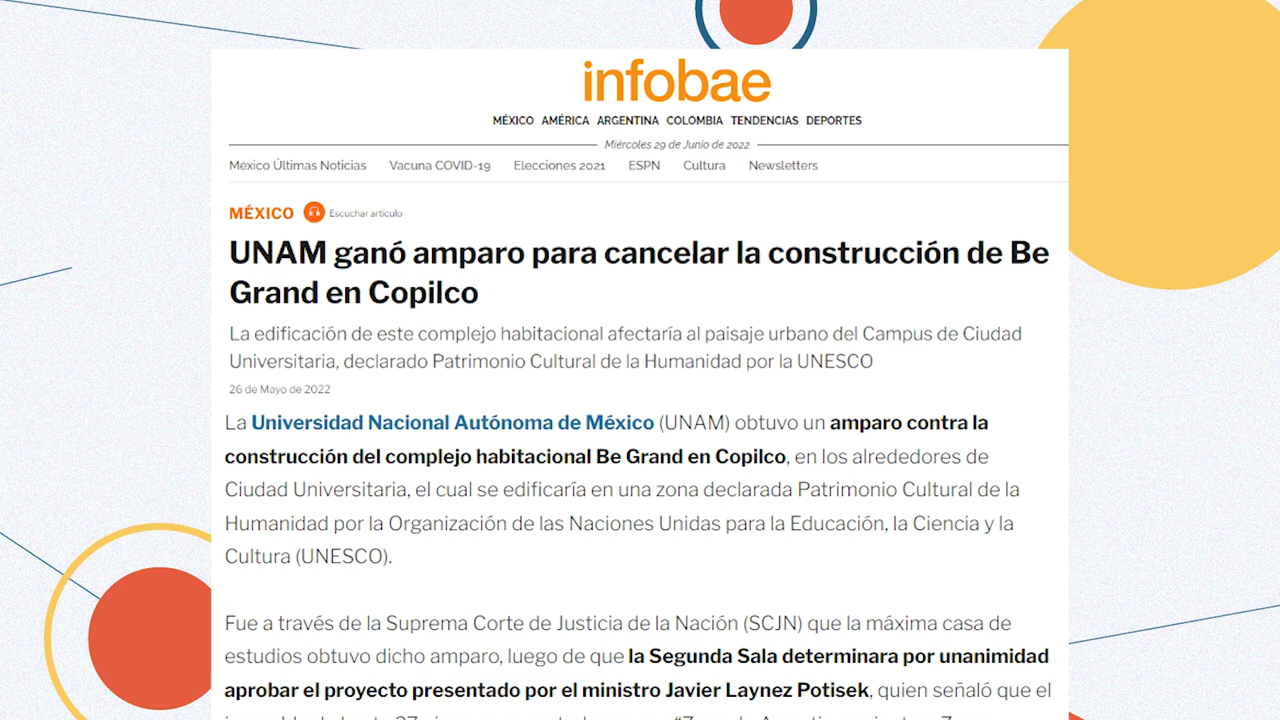 infobae
MÉXICO AMÉRICA ARGENTINA COLOMBIA TENDENCIAS DEPORTES
Miércoles 29 de Junio de 2022
México Últimas Noticias Vacuna COVID-19 Elecciones 2021 ESPN Cultura Newsletters
MÉXICO Escuchar artículo
UNAM ganó amparo para cancelar la construcción de Be
Grand en Copilco
La edificación de este complejo habitacional afectaría al paisaje urbano del Campus de Ciudad
Universitaria, declarado Patrimonio Cultural de la Humanidad por la UNESCO
26 de Mayo de 2022
La Universidad Nacional Autónoma de México (UNAM) obtuvo un amparo contra la
construcción del complejo habitacional Be Grand en Copilco, en los alrededores de
Ciudad Universitaria, el cual se edificaría en una zona declarada Patrimonio Cultural de la
Humanidad por la Organización de las Naciones Unidas para la Educación, la Ciencia y la
Cultura (UNESCO).
Fue a través de la Suprema Corte de Justicia de la Nación (SCJN) que la máxima casa de
estudios obtuvo dicho amparo, luego de que la Segunda Sala determinara por unanimidad
aprobar el proyecto presentado por el ministro Javier Laynez Potisek, quien señaló que el